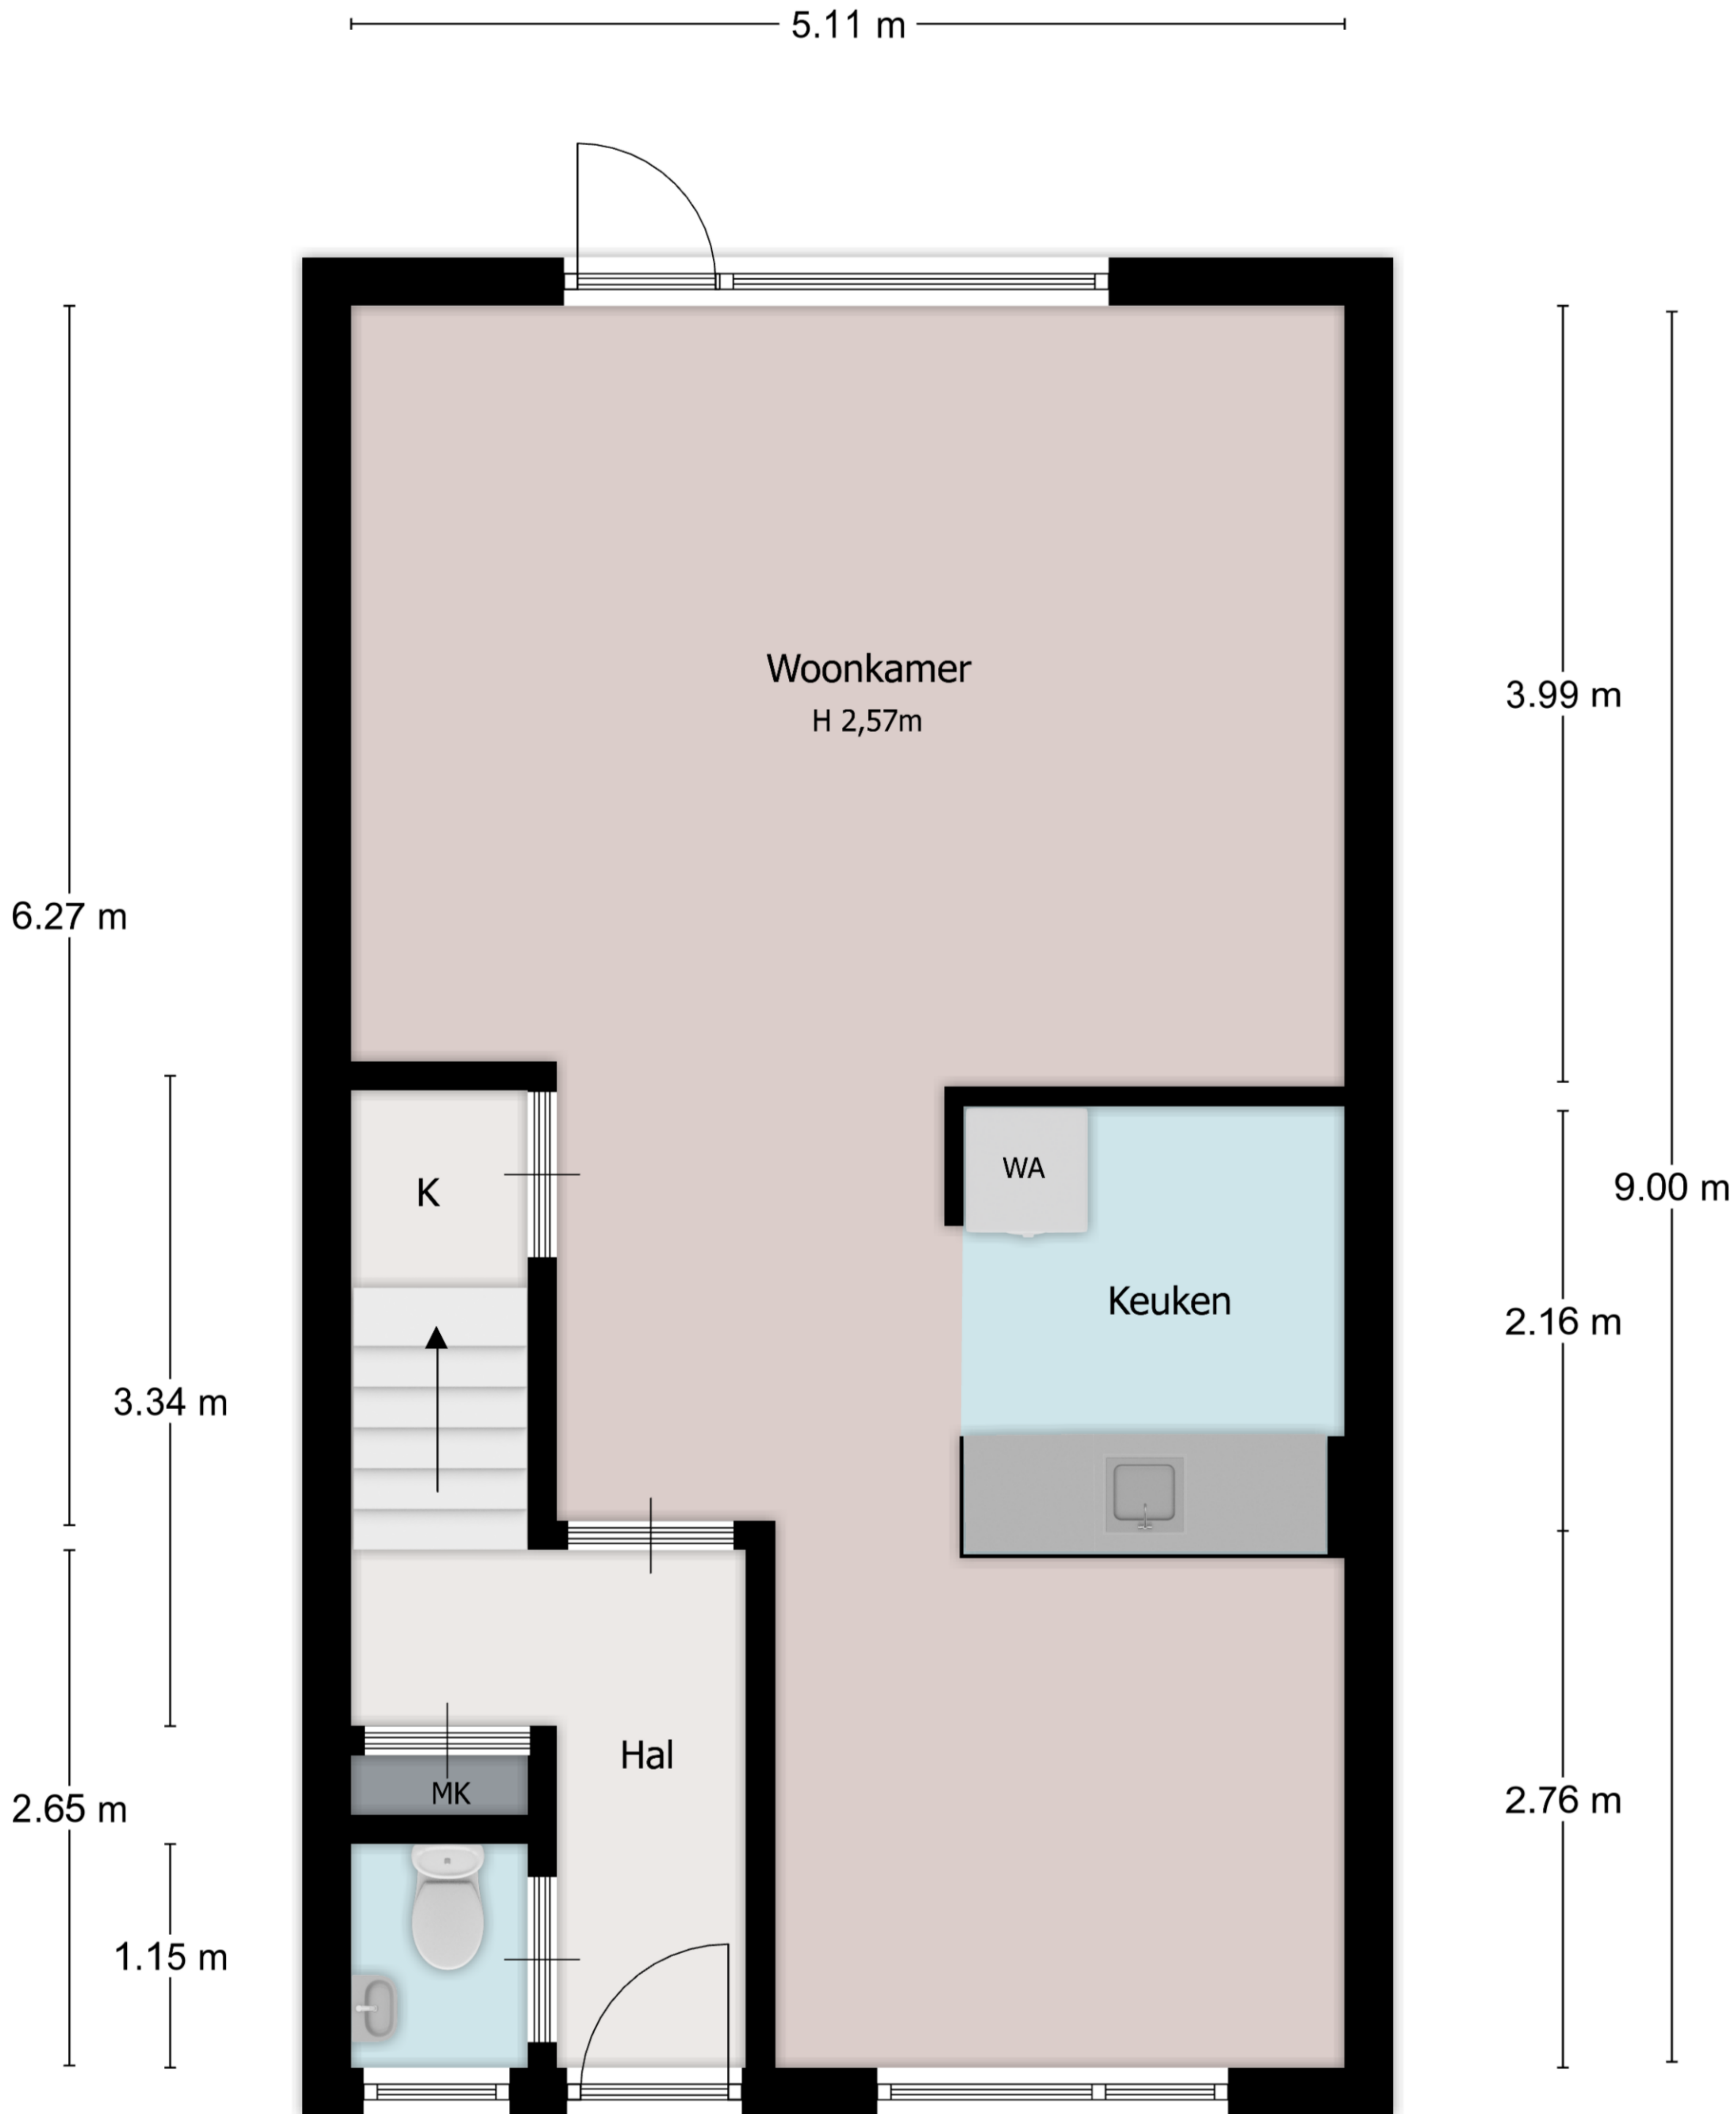 5.11 m
Woonkamer
H 2,57m
3.99 m
6.27 m
WA
9.00 m
K
Keuken
2.16 m
3.34 m
Hal
MK
2.65 m
2.76 m
1.15 m